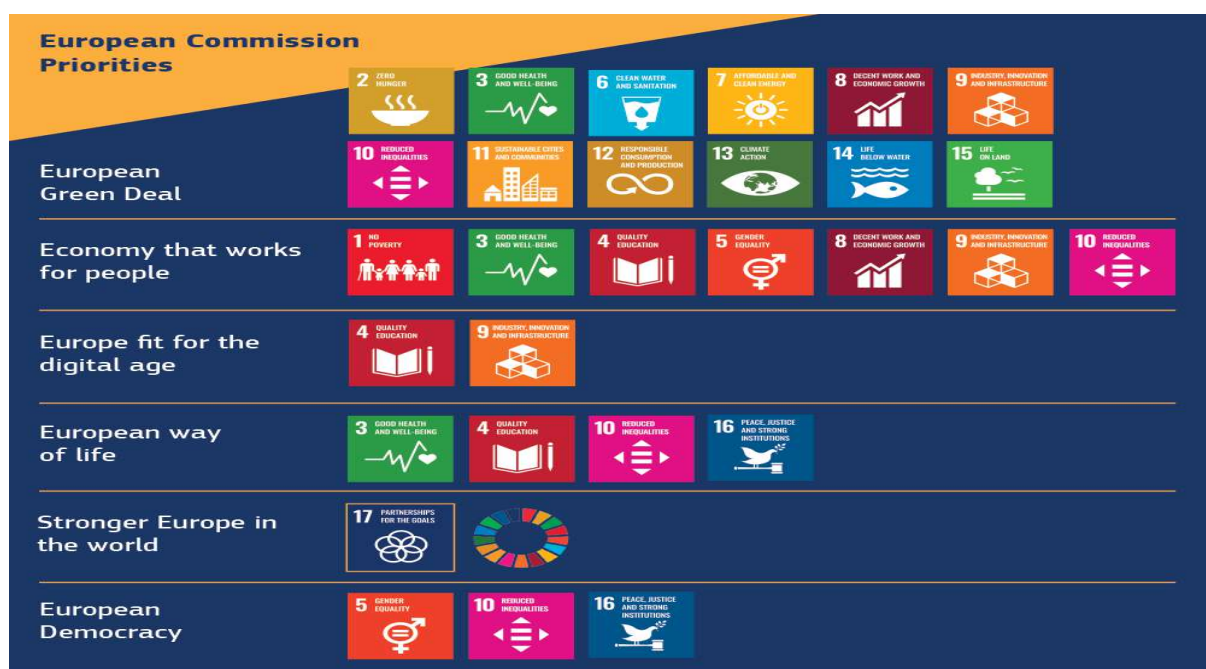 European Commission
Priorities
2 ZERO
HUNGER
3 GOOD HEALTH
AND WELL-BEING
6 CLEAN WATER
AND SANITATION
7 AFFORDABLE AND
CLEAN ENERGY
8 DECENT WORK AND
ECONOMIC GROWTH
9 INDUSTRY, INNOVATION
AND INFRASTRUCTURE
European
Green Deal
10 REDUCED
INEQUALITIES
11 SUSTAINABLE CITIES
AND COMMUNITIES
12 RESPONSIBLE
CONSUMPTION
AND PRODUCTION
13 CLIMATE
ACTION
14 LIFE
BELOW WATER
15 LIFE
ON LAND
Economy that works
for people
1 NO
POVERTY
3 GOOD HEALTH
AND WELL-BEING
4 QUALITY
EDUCATION
5 GENDER
EQUALITY
8 DECENT WORK AND
ECONOMIC GROWTH
9 INDUSTRY, INNOVATION
AND INFRASTRUCTURE
10 REDUCED
INEQUALITIES
Europe fit for the
digital age
4 QUALITY
EDUCATION
9 INDUSTRY, INNOVATION
AND INFRASTRUCTURE
European way
of life
3 GOOD HEALTH
AND WELL-BEING
4 QUALITY
EDUCATION
10 REDUCED
INEQUALITIES
16 PEACE, JUSTICE
AND STRONG
INSTITUTIONS
Stronger Europe in
the world
17 PARTNERSHIPS
FOR THE GOALS
European
Democracy
5 GENDER
EQUALITY
10 REDUCED
INEQUALITIES
16 PEACE, JUSTICE
AND STRONG
INSTITUTIONS